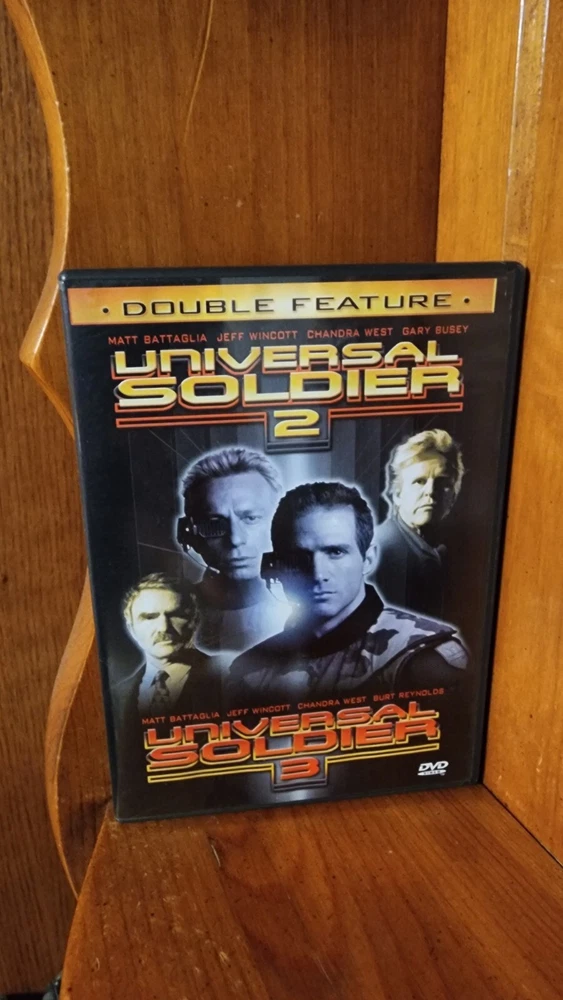 • DOUBLE FEATURE •
MATT BATTAGLIA JEFF WINCOTT CHANDRA WEST GARY BUSEY
UNIVERSAL
SOLDIER
2
MATT BATTAGLIA JEFF WINCOTT CHANDRA WEST BURT REYNOLDS
UNIVERSAL
SOLDIER
3
DVD
VIDEO